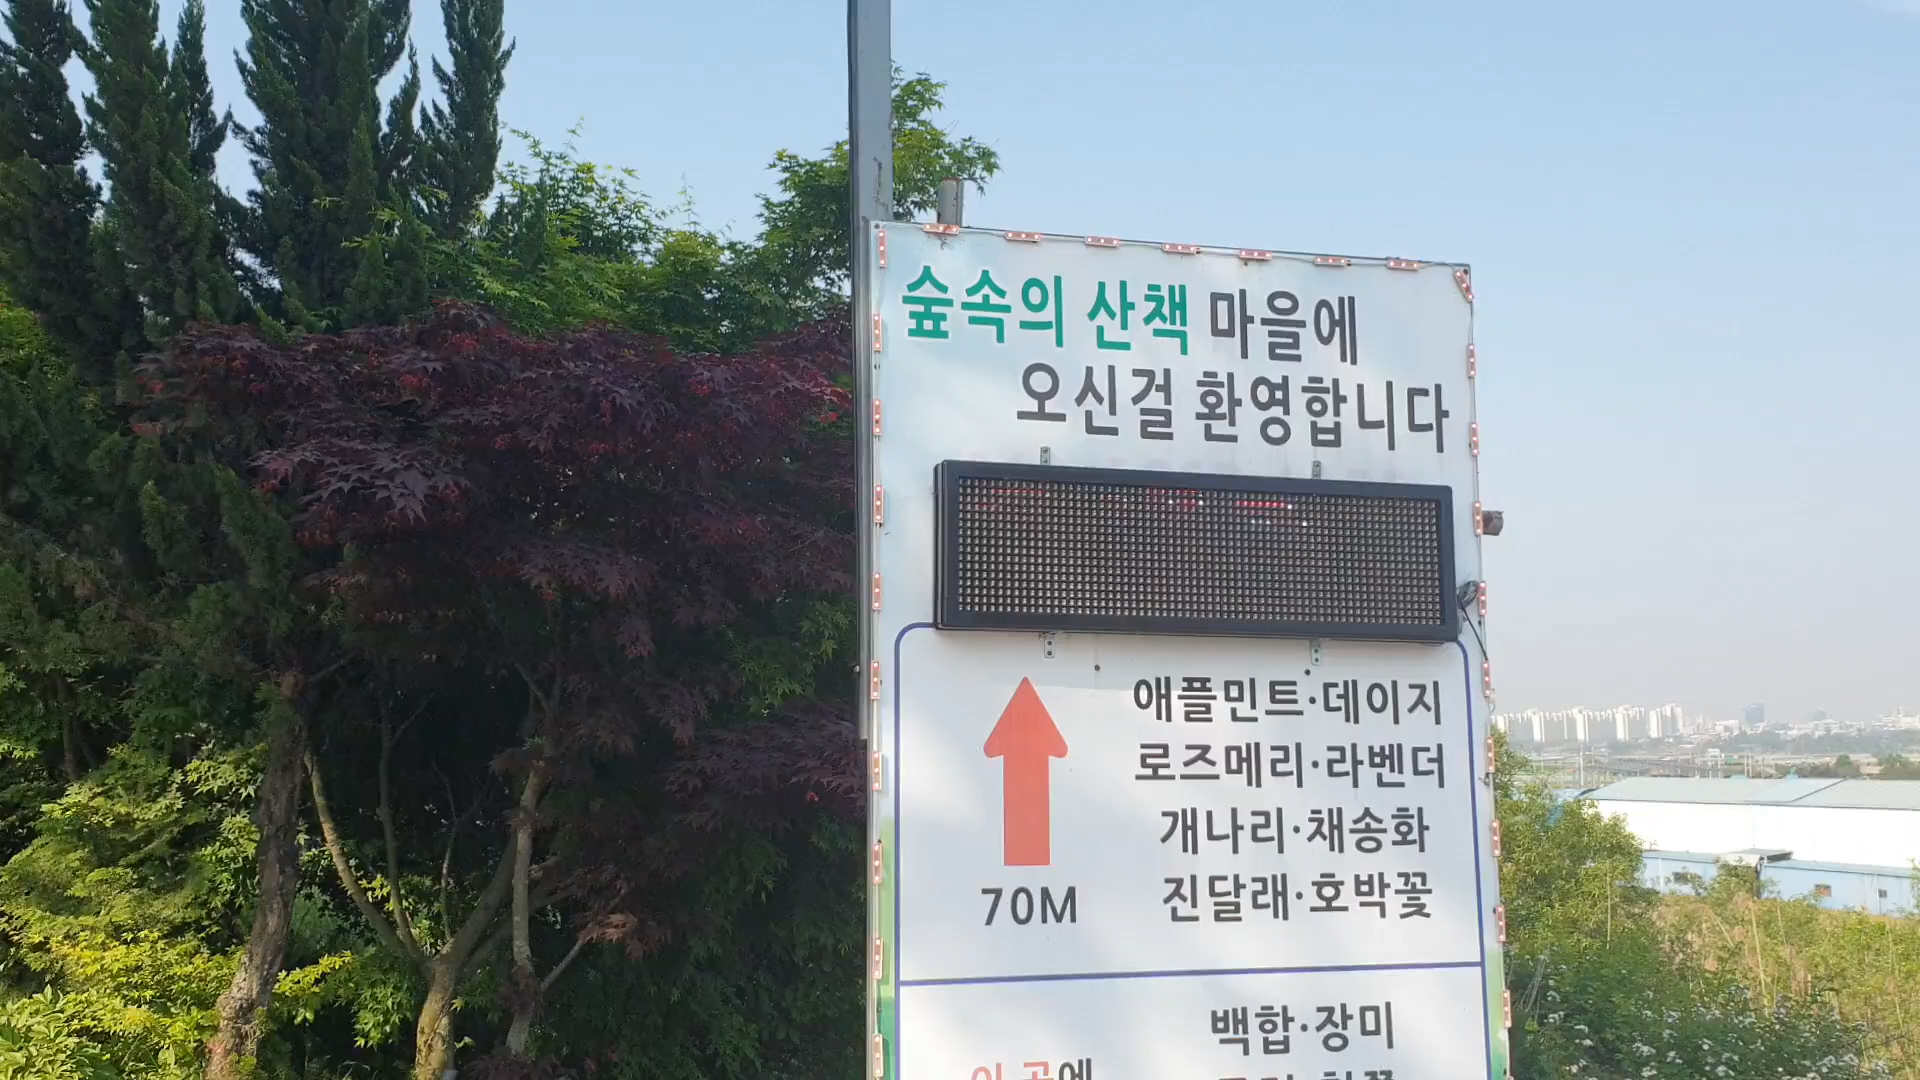 숲속의 산책 마을에
오신걸 환영합니다
애플민트·데이지
로즈메리·라벤더
개나리·채송화
진달래·호박꽃
70M
백합·장미